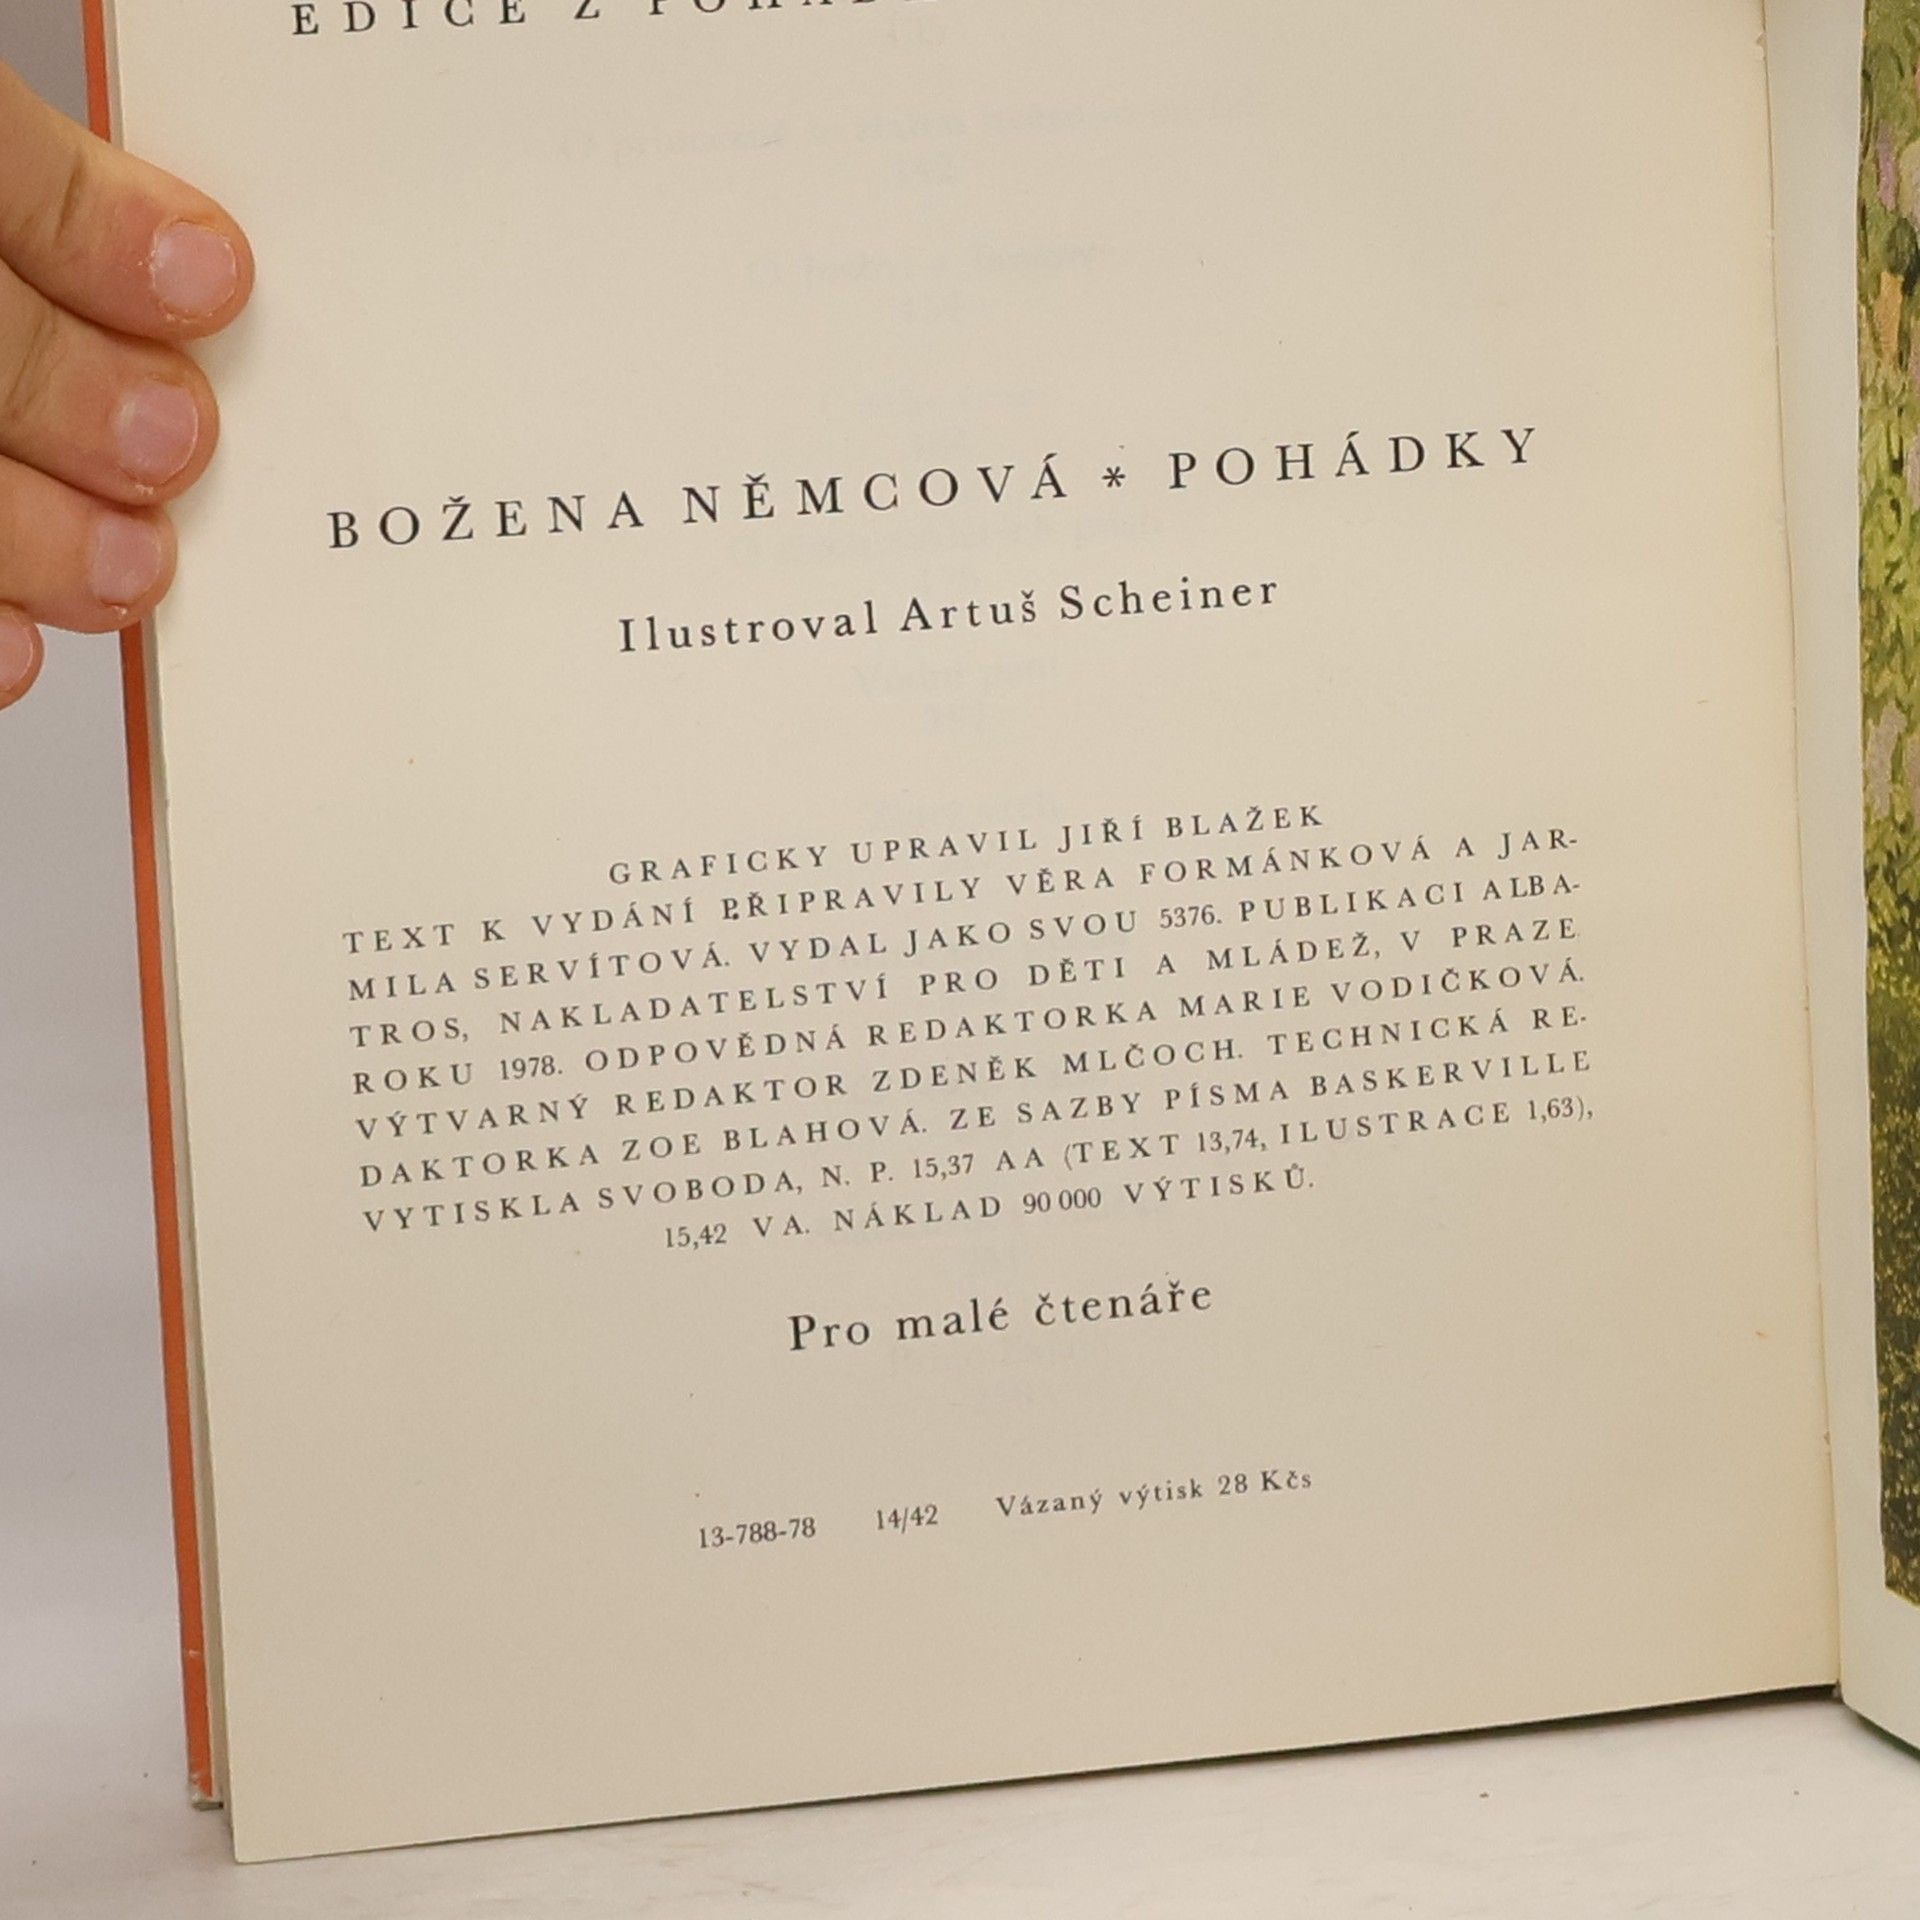 EDICE Z
BOŽENA NĚMCOVÁ * POHÁDKY
Ilustroval Artuš Scheiner
GRAFICKY UPRAVIL JIŘÍ BLAŽEK
TEXT K VYDÁNÍ PŘIPRAVILY VĚRA FORMÁNKOVÁ A JAR-
MILA SERVÍTOVÁ. VYDAL JAKO SVOU 5376. PUBLIKACI ALBA-
TROS, NAKLADATELSTVÍ PRO DĚTI A MLÁDEŽ, V PRAZE
ROKU 1978. ODPOVĚDNÁ REDAKTORKA MARIE VODIČKOVÁ.
VÝTVARNÝ REDAKTOR ZDENĚK MLČOCH. TECHNICKÁ RE-
DAKTORKA ZOE BLAHOVÁ. ZE SAZBY PÍSMA BASKERVILLE
VYTISKLA SVOBODA, N. P. 15,37 AA (TEXT 13,74, ILUSTRACE 1,63),
15,42 VA. NÁKLAD 90 000 VÝTISKŮ.
Pro malé čtenáře
13-788-78 14/42 Vázaný výtisk 28 Kčs